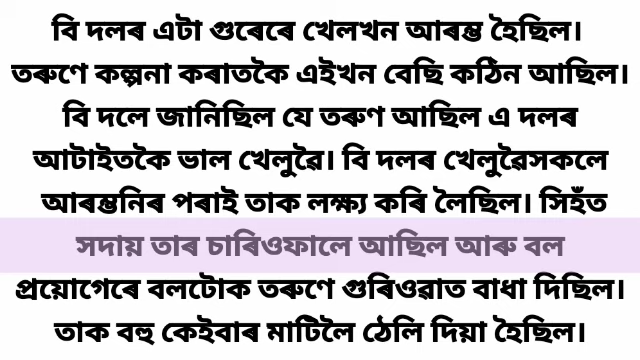 বি দলৰ এটা গুৰেৰে খেলখন আৰম্ভ হৈছিল।
তৰুণে কল্পনা কৰাতকৈ এইখন বেছি কঠিন আছিল।
বি দলে জানিছিল যে তৰুণ আছিল এ দলৰ
আটাইতকৈ ভাল খেলুৱৈ। বি দলৰ খেলুৱৈসকলে
আৰম্ভনিৰ পৰাই তাক লক্ষ্য কৰি লৈছিল। সিহঁত
সদায় তাৰ চাৰিওফালে আছিল আৰু বল
প্ৰয়োগেৰে বলটোক তৰুণে গুৰিওৱাত বাধা দিছিল।
তাক বহু কেইবাৰ মাটিলৈ ঠেলি দিয়া হৈছিল।